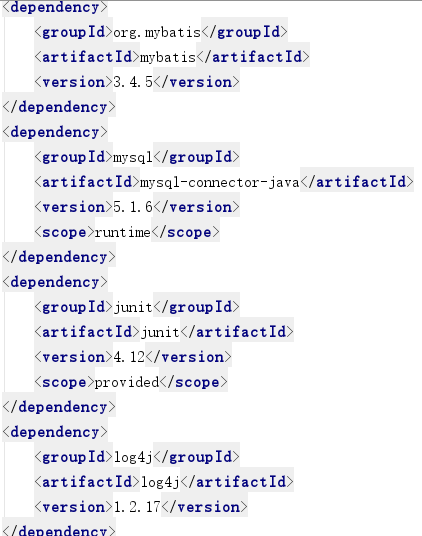 <dependency>
<groupId>org.mybatis</groupId>
<artifactId>mybatis</artifactId>
<version>3.4.5</version>
</dependency>
<dependency>
<groupId>mysql</groupId>
<artifactId>mysql-connector-java</artifactId>
<version>5.1.6</version>
<scope>runtime</scope>
</dependency>
<dependency>
<groupId>junit</groupId>
<artifactId>junit</artifactId>
<version>4.12</version>
<scope>provided</scope>
</dependency>
<dependency>
<groupId>log4j</groupId>
<artifactId>log4j</artifactId>
<version>1.2.17</version>
</dependency>